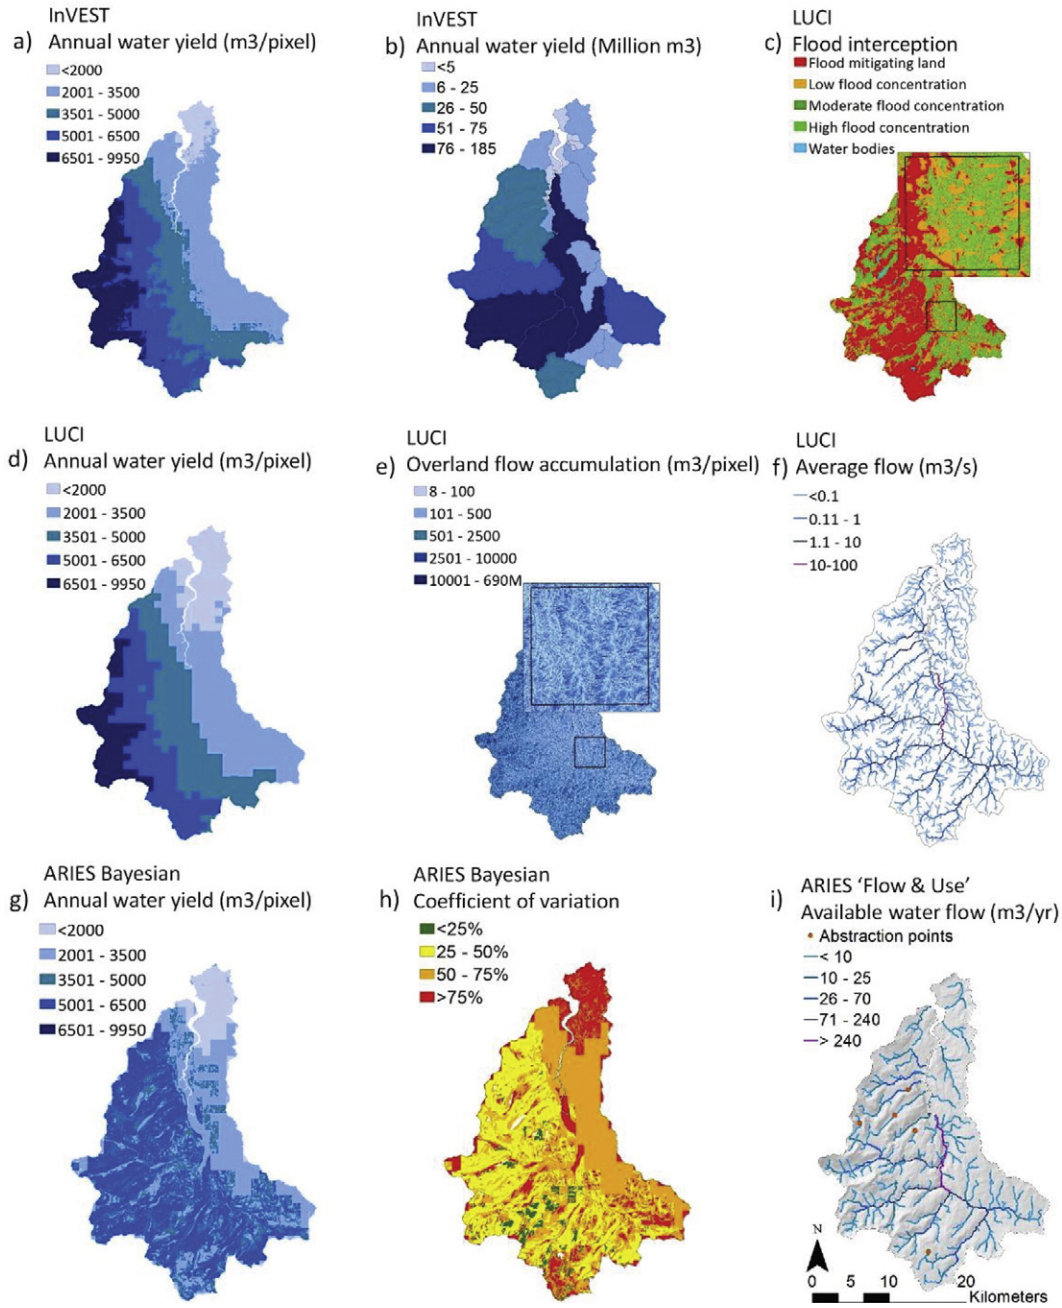 InVEST
a) Annual water yield (m3/pixel)
<2000
2001 - 3500
3501 - 5000
5001 - 6500
6501 - 9950
InVEST
b) Annual water yield (Million m3)
<5
6 - 25
26 - 50
51 - 75
76 - 185
LUCI
c) Flood interception
Flood mitigating land
Low flood concentration
Moderate flood concentration
High flood concentration
Water bodies
LUCI
d) Annual water yield (m3/pixel)
<2000
2001 - 3500
3501 - 5000
5001 - 6500
6501 - 9950
LUCI
e) Overland flow accumulation (m3/pixel)
8 - 100
101 - 500
501 - 2500
2501 - 10000
10001 - 690M
LUCI
f) Average flow (m3/s)
<0.1
0.11 - 1
1.1 - 10
10-100
ARIES Bayesian
g) Annual water yield (m3/pixel)
<2000
2001 - 3500
3501 - 5000
5001 - 6500
6501 - 9950
ARIES Bayesian
h) Coefficient of variation
<25%
25 - 50%
50 - 75%
>75%
ARIES ‘Flow & Use’
i) Available water flow (m3/yr)
Abstraction points
< 10
10 - 25
26 - 70
71 - 240
> 240
N
0 5 10 20
Kilometers